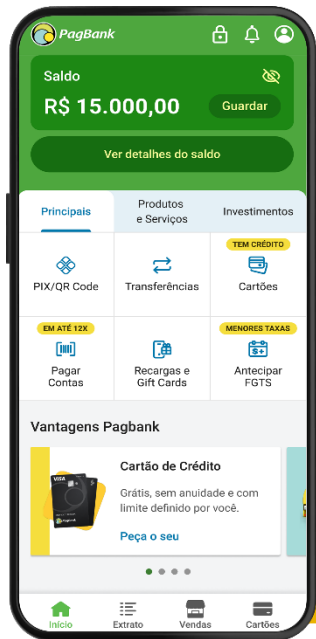 PagBank
Saldo
R$ 15.000,00
Guardar
Ver detalhes do saldo
Principais
Produtos
e Serviços
Investimentos
PIX/QR Code
Transferências
TEM CRÉDITO
Cartões
EM ATÉ 12X
Pagar
Contas
Recargas e
Gift Cards
MENORES TAXAS
Antecipar
FGTS
Vantagens Pagbank
VISA
PagBank
Cartão de Crédito
Grátis, sem anuidade e com
limite definido por você.
Peça o seu
Início
Extrato
Vendas
Cartões